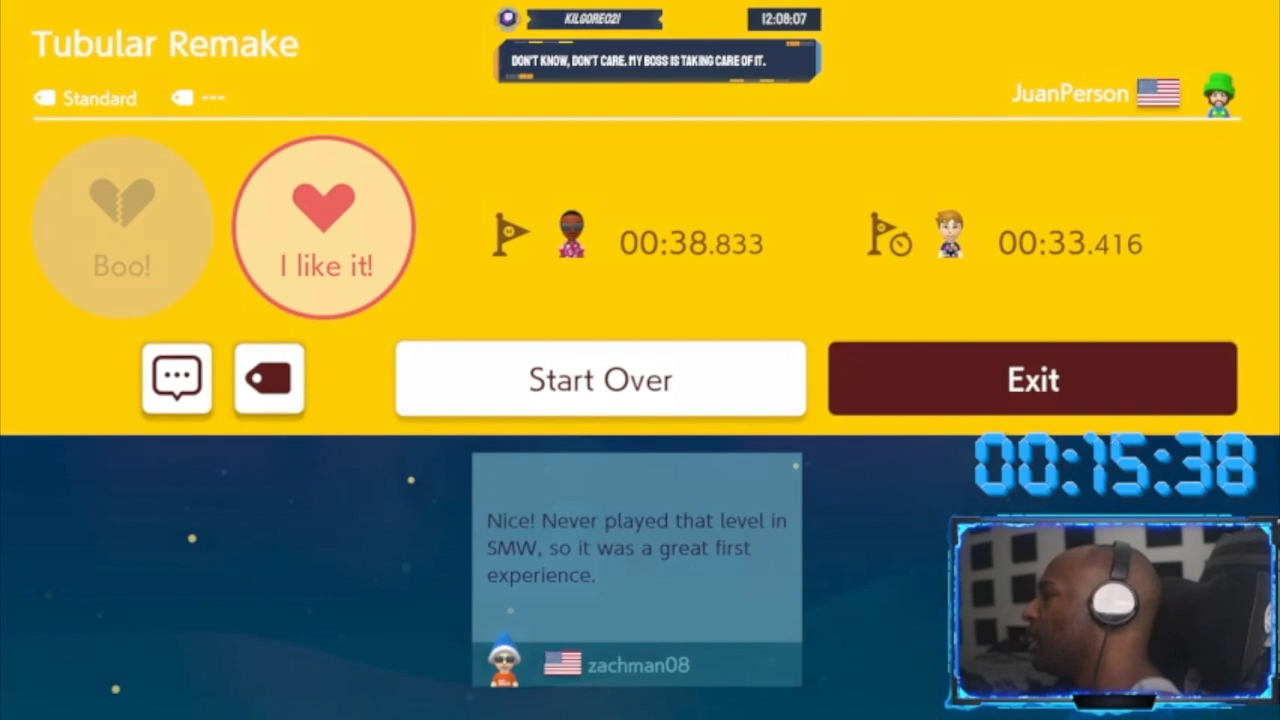 KILGORE021
12:08:07
DON'T KNOW, DON'T CARE. MY BOSS IS TAKING CARE OF IT.
Tubular Remake
Standard
---
JuanPerson
Boo!
I like it!
M
00:38.833
00:33.416
Start Over
Exit
00:15:38
Nice! Never played that level in
SMW, so it was a great first
experience.
zachman08